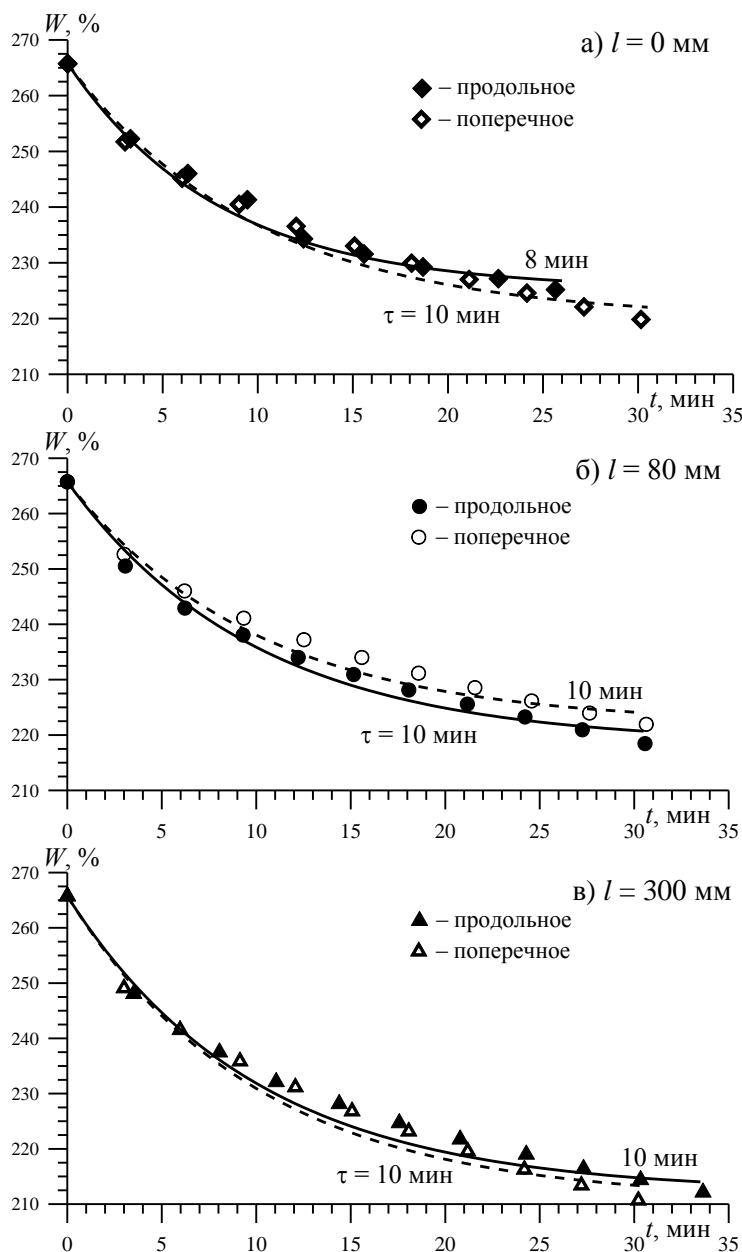 W, %
а) l = 0 мм
270
– продольное
260
– поперечное
250
240
230
8 мин
220
τ = 10 мин
210
0 5 10 15 20 25 30 35
t, мин
W, %
б) l = 80 мм
270
– продольное
260
– поперечное
250
240
230
10 мин
220
τ = 10 мин
210
0 5 10 15 20 25 30 35
t, мин
W, %
в) l = 300 мм
270
– продольное
260
– поперечное
250
240
230
220
10 мин
τ = 10 мин
210
0 5 10 15 20 25 30 35
t, мин